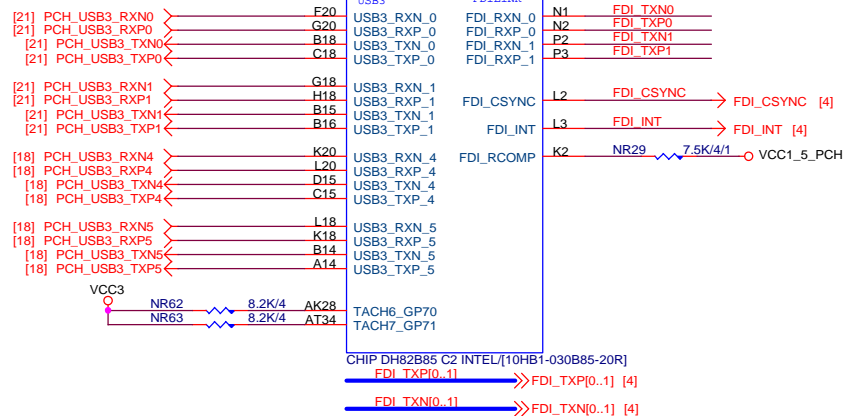 USB3 FDILINK
[21] PCH_USB3_RXN0 F20 USB3_RXN_0 FDI_RXN_0 N1 FDI_TXN0
[21] PCH_USB3_RXP0 G20 USB3_RXP_0 FDI_RXP_0 N2 FDI_TXP0
[21] PCH_USB3_TXN0 B18 USB3_TXN_0 FDI_RXN_1 P2 FDI_TXN1
[21] PCH_USB3_TXP0 C18 USB3_TXP_0 FDI_RXP_1 P3 FDI_TXP1
[21] PCH_USB3_RXN1 G18 USB3_RXN_1
[21] PCH_USB3_RXP1 H18 USB3_RXP_1 FDI_CSYNC L2 FDI_CSYNC FDI_CSYNC [4]
[21] PCH_USB3_TXN1 B15 USB3_TXN_1
[21] PCH_USB3_TXP1 B16 USB3_TXP_1 FDI_INT L3 FDI_INT FDI_INT [4]
[18] PCH_USB3_RXN4 K20 USB3_RXN_4 FDI_RCOMP K2 NR29 7.5K/4/1 VCC1_5_PCH
[18] PCH_USB3_RXP4 L20 USB3_RXP_4
[18] PCH_USB3_TXN4 D15 USB3_TXN_4
[18] PCH_USB3_TXP4 C15 USB3_TXP_4
[18] PCH_USB3_RXN5 L18 USB3_RXN_5
[18] PCH_USB3_RXP5 K18 USB3_RXP_5
[18] PCH_USB3_TXN5 B14 USB3_TXN_5
[18] PCH_USB3_TXP5 A14 USB3_TXP_5
VCC3
NR62 8.2K/4 AK28 TACH6_GP70
NR63 8.2K/4 AT34 TACH7_GP71
CHIP DH82B85 C2 INTEL/[10HB1-030B85-20R]
FDI_TXP[0..1] FDI_TXP[0..1] [4]
FDI_TXN[0..1] FDI_TXN[0..1] [4]